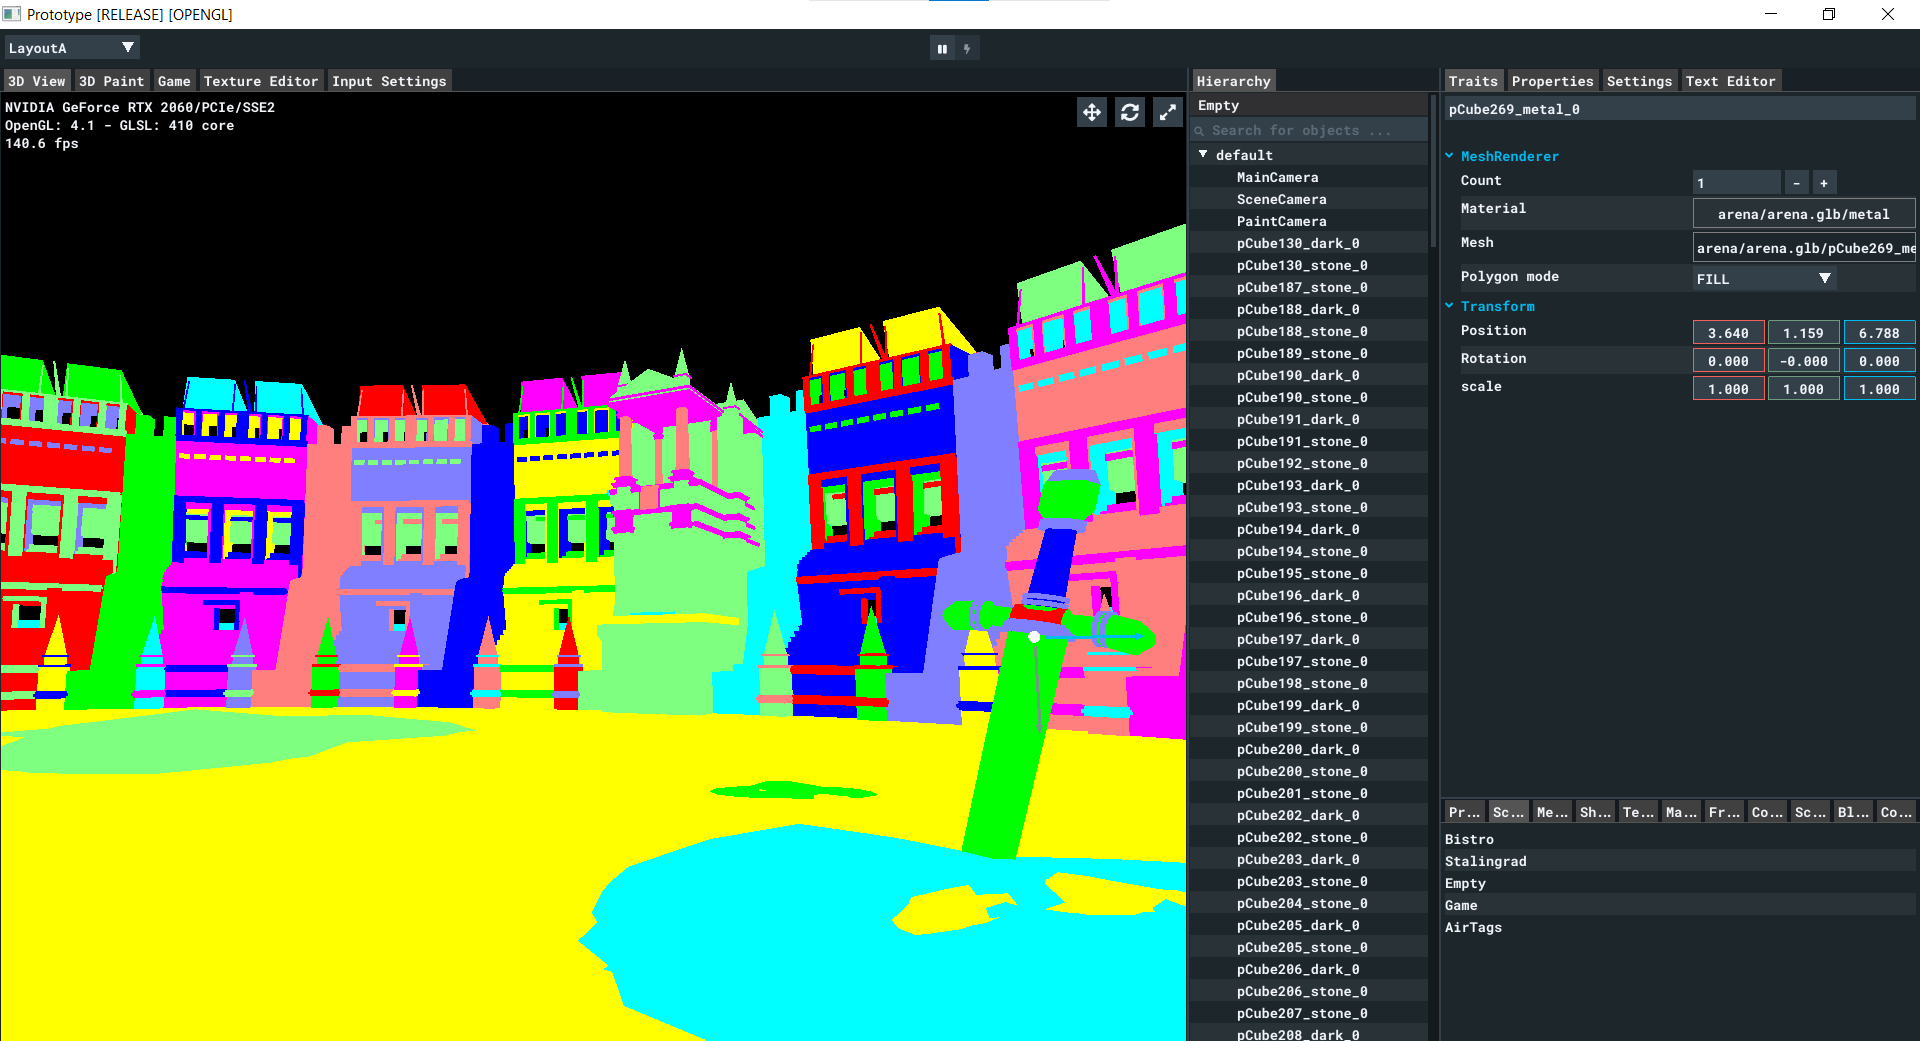 Prototype [RELEASE] [OPENGL]
LayoutA
3D View 3D Paint Game Texture Editor Input Settings
NVIDIA GeForce RTX 2060/PCIe/SSE2
OpenGL: 4.1 - GLSL: 410 core
140.6 fps
Hierarchy
Empty
Search for objects ...
default
MainCamera
SceneCamera
PaintCamera
pCube130_dark_0
pCube130_stone_0
pCube187_stone_0
pCube188_dark_0
pCube188_stone_0
pCube189_stone_0
pCube190_dark_0
pCube190_stone_0
pCube191_dark_0
pCube191_stone_0
pCube192_stone_0
pCube193_dark_0
pCube193_stone_0
pCube194_dark_0
pCube194_stone_0
pCube195_stone_0
pCube196_dark_0
pCube196_stone_0
pCube197_dark_0
pCube197_stone_0
pCube198_stone_0
pCube199_dark_0
pCube199_stone_0
pCube200_dark_0
pCube200_stone_0
pCube201_stone_0
pCube202_dark_0
pCube202_stone_0
pCube203_dark_0
pCube203_stone_0
pCube204_stone_0
pCube205_dark_0
pCube205_stone_0
pCube206_dark_0
pCube206_stone_0
pCube207_stone_0
pCube208_dark_0
Traits Properties Settings Text Editor
pCube269_metal_0
MeshRenderer
Count 1 - +
Material arena/arena.glb/metal
Mesh arena/arena.glb/pCube269_me
Polygon mode FILL
Transform
Position 3.640 1.159 6.788
Rotation 0.000 -0.000 0.000
scale 1.000 1.000 1.000
Pr... Sc... Me... Sh... Te... Ma... Fr... Co... Sc... Bl... Co...
Bistro
Stalingrad
Empty
Game
AirTags